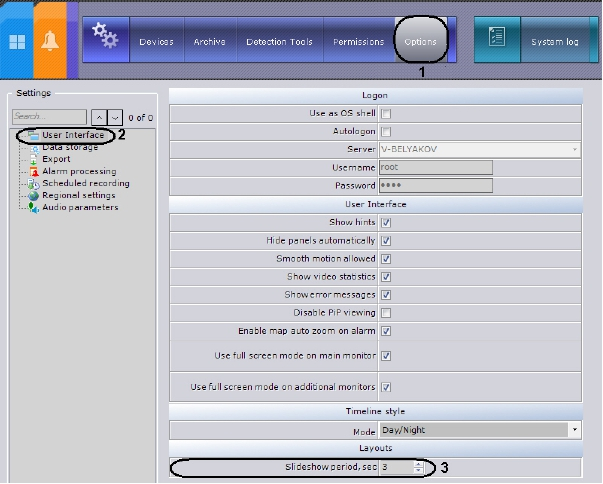 Devices Archive Detection Tools Permissions Options System log
1
Settings
Search... 0 of 0
User Interface 2
Data storage
Export
Alarm processing
Scheduled recording
Regional settings
Audio parameters
Logon
Use as OS shell
Autologon
Server V-BELYAKOV
Username root
Password ••••
User Interface
Show hints
Hide panels automatically
Smooth motion allowed
Show video statistics
Show error messages
Disable PiP viewing
Enable map auto zoom on alarm
Use full screen mode on main monitor
Use full screen mode on additional monitors
Timeline style
Mode Day/Night
Layouts
Slideshow period, sec 3 3